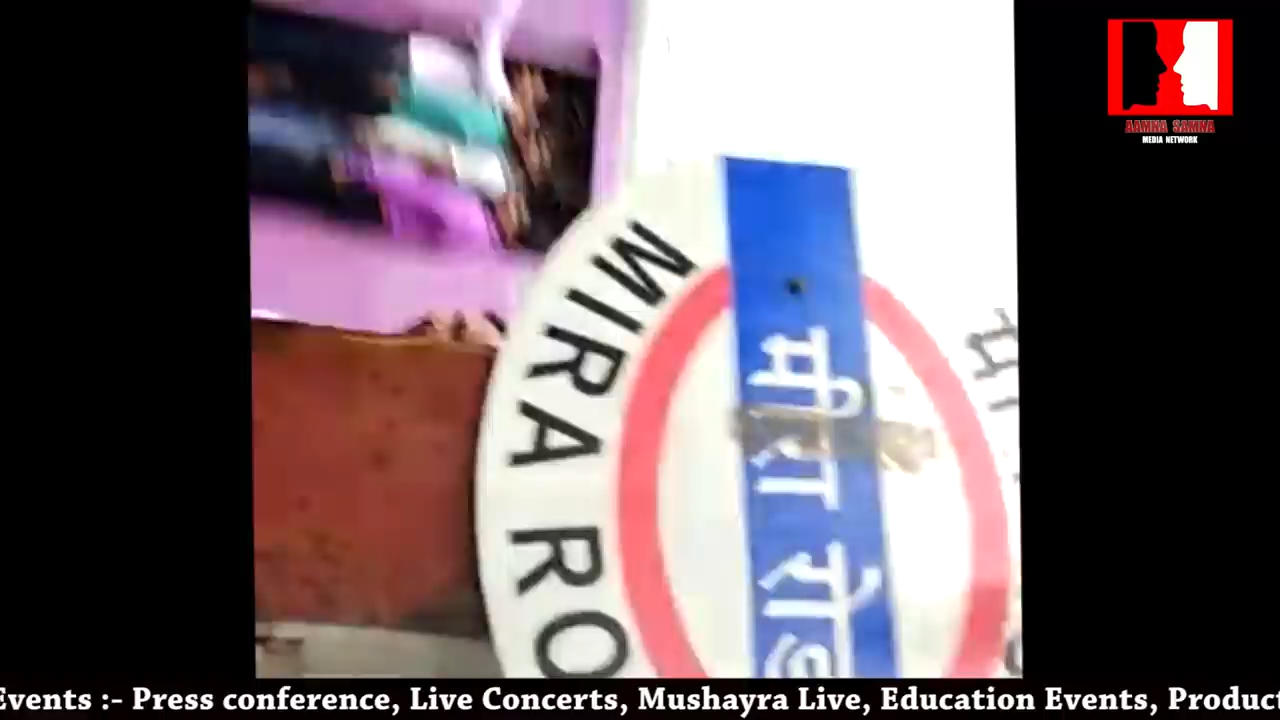 AAMNA SAMNA
MEDIA NETWORK
MIRA RO
मीरा रोड
Events :- Press conference, Live Concerts, Mushayra Live, Education Events, Product